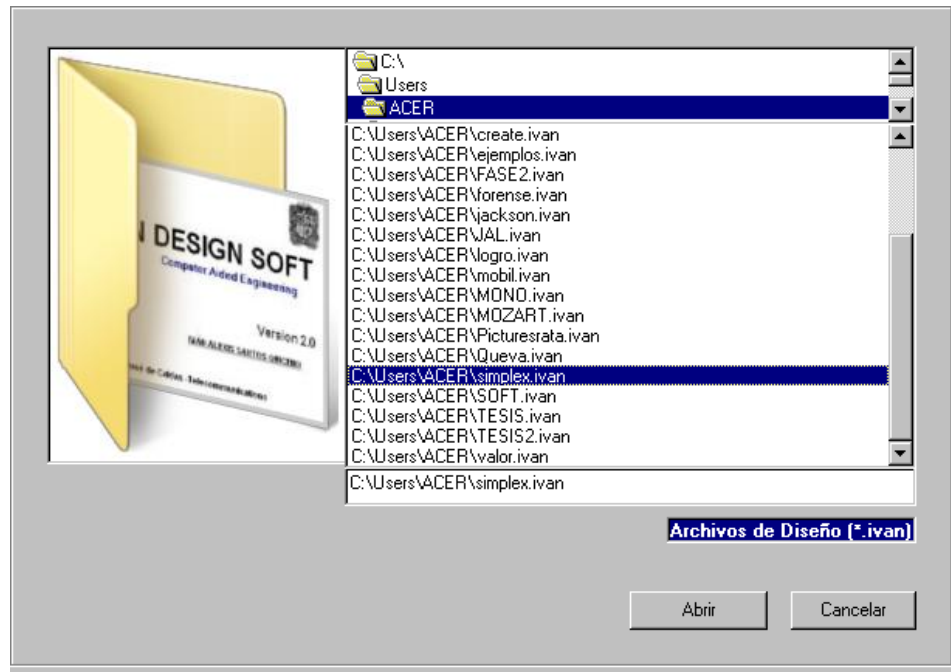 C:\
Users
ACER
C:\Users\ACER\create.ivan
C:\Users\ACER\ejemplos.ivan
C:\Users\ACER\FASE2.ivan
C:\Users\ACER\forense.ivan
C:\Users\ACER\jackson.ivan
C:\Users\ACER\JAL.ivan
C:\Users\ACER\logro.ivan
C:\Users\ACER\mobil.ivan
C:\Users\ACER\MONO.ivan
C:\Users\ACER\MOZART.ivan
C:\Users\ACER\Picturesrata.ivan
C:\Users\ACER\Queva.ivan
C:\Users\ACER\simplex.ivan
C:\Users\ACER\SOFT.ivan
C:\Users\ACER\TESIS.ivan
C:\Users\ACER\TESIS2.ivan
C:\Users\ACER\valor.ivan
C:\Users\ACER\simplex.ivan
N DESIGN SOFT
Computer Aided Engineering
Version 2.0
de Caldas - Telecommunications
Archivos de Diseño (*.ivan)
Abrir
Cancelar